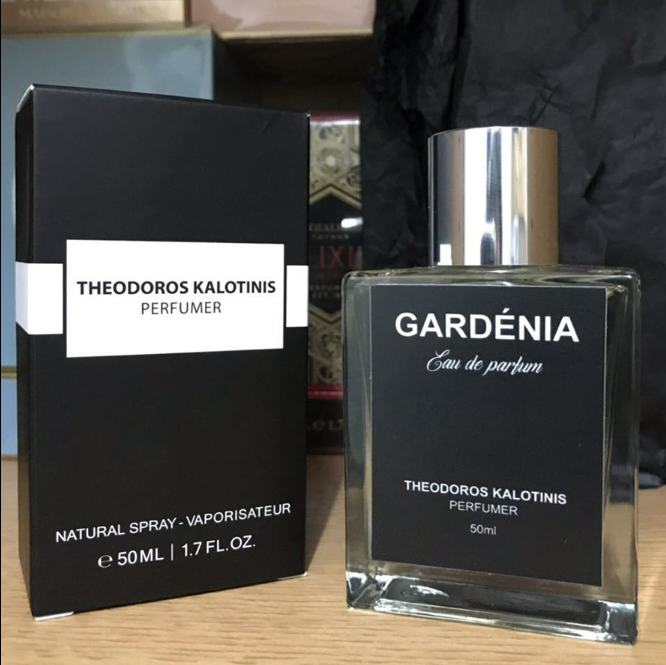 THEODOROS KALOTINIS
PERFUMER
NATURAL SPRAY - VAPORISATEUR
℮ 50ML | 1.7 FL.OZ.
GARDÉNIA
Eau de parfum
THEODOROS KALOTINIS
PERFUMER
50ml